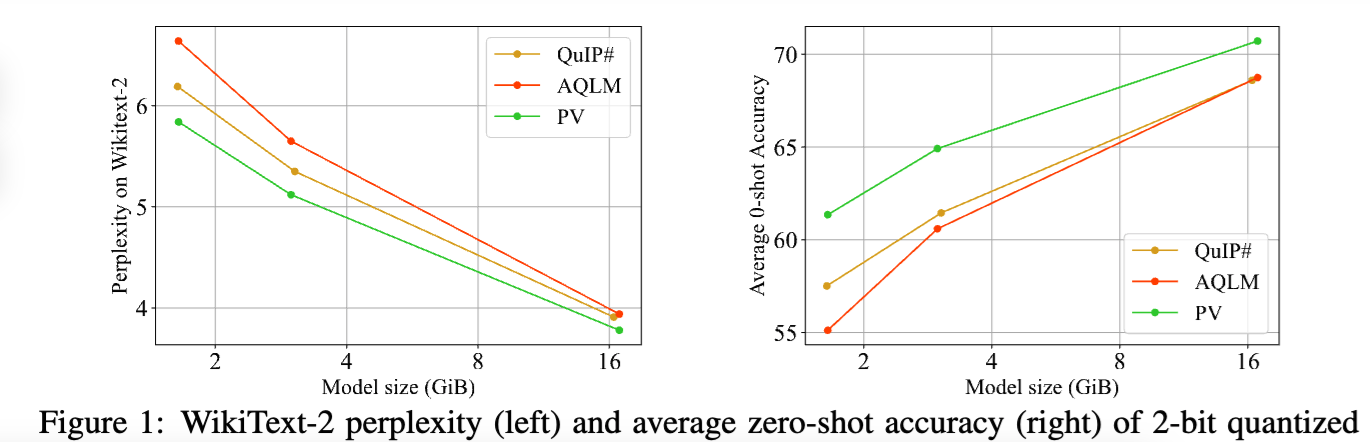 Perplexity on Wikitext-2
6
5
4
QuIP#
AQLM
PV
2 4 8 16
Model size (GiB)
Average 0-shot Accuracy
70
65
60
55
QuIP#
AQLM
PV
2 4 8 16
Model size (GiB)
Figure 1: WikiText-2 perplexity (left) and average zero-shot accuracy (right) of 2-bit quantized